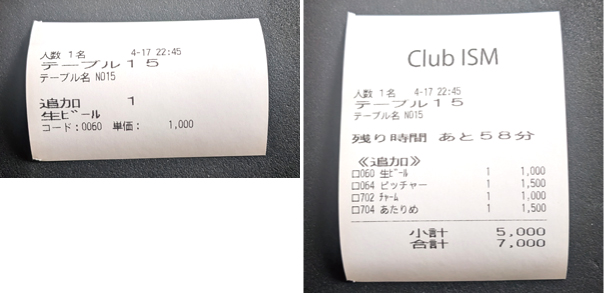 人数 1名 4-17 22:45
テーブル15
テーブル名 NO15
追加 1
生ビール
コード:0060 単価: 1,000
Club ISM
人数 1名 4-17 22:45
テーブル15
テーブル名 NO15
残り時間 あと58分
≪追加≫
□060 生ビール 1 1,000
□064 ピッチャー 1 1,500
□702 チャーム 1 1,000
□704 あたりめ 1 1,500
小計 5,000
合計 7,000